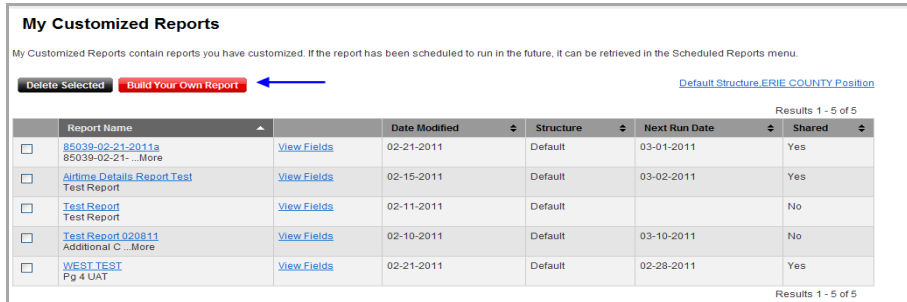 My Customized Reports
My Customized Reports contain reports you have customized. If the report has been scheduled to run in the future, it can be retrieved in the Scheduled Reports menu.
Delete Selected Build Your Own Report Default Structure.ERIE COUNTY Position
Results 1 - 5 of 5
Report Name Date Modified Structure Next Run Date Shared
85039-02-21-2011a View Fields 02-21-2011 Default 03-01-2011 Yes
85039-02-21- ...More
Airtime Details Report Test View Fields 02-15-2011 Default 03-02-2011 Yes
Test Report
Test Report View Fields 02-11-2011 Default No
Test Report
Test Report 020811 View Fields 02-10-2011 Default 03-10-2011 No
Additional C ...More
WEST TEST View Fields 02-21-2011 Default 02-28-2011 Yes
Pg 4 UAT
Results 1 - 5 of 5